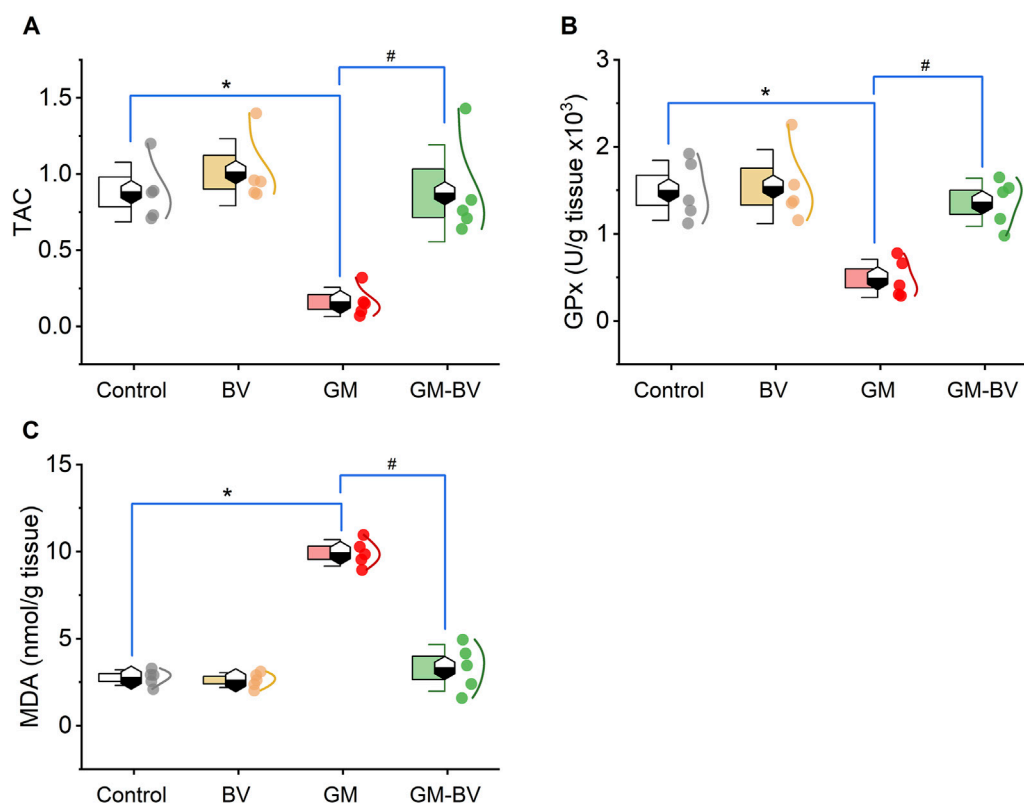 A
TAC
1.5
1.0
0.5
0.0
*
#
Control
BV
GM
GM-BV
B
GPx (U/g tissue x10³)
3
2
1
0
*
#
Control
BV
GM
GM-BV
C
MDA (nmol/g tissue)
15
10
5
0
*
#
Control
BV
GM
GM-BV